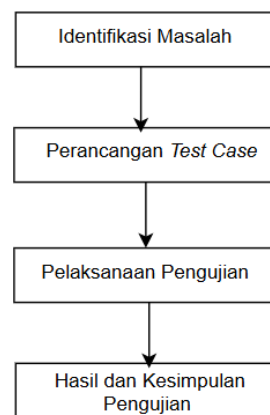 Identifikasi Masalah
Perancangan Test Case
Pelaksanaan Pengujian
Hasil dan Kesimpulan
Pengujian